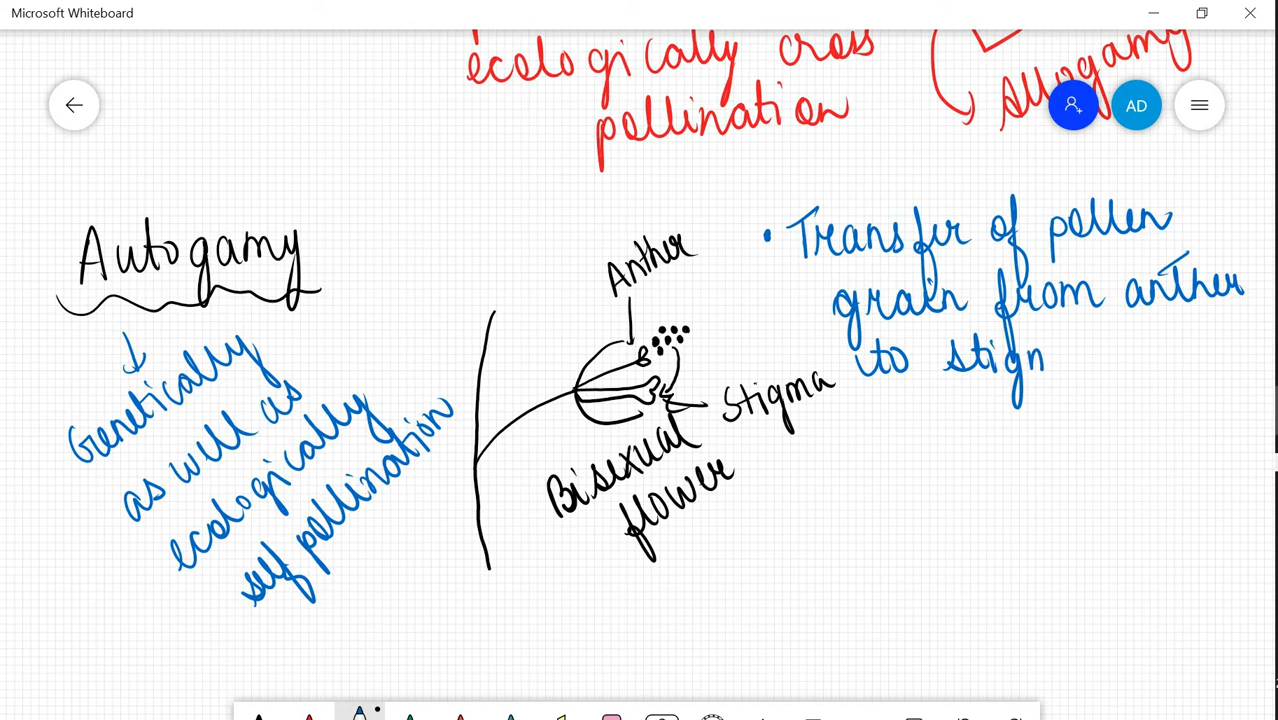 Microsoft Whiteboard
ecologically cross
pollination
AD
Autogamy
Genetically
as well as
ecologically
self pollination
Anther
Stigma
Bisexual
flower
• Transfer of pollen
grain from anther
to stign